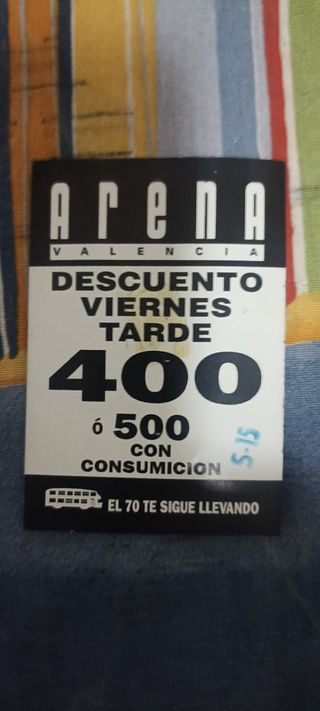 ARENA
VALENCIA
DESCUENTO
VIERNES
TARDE
400
ó 500
CON
CONSUMICION
S-15
EL 70 TE SIGUE LLEVANDO